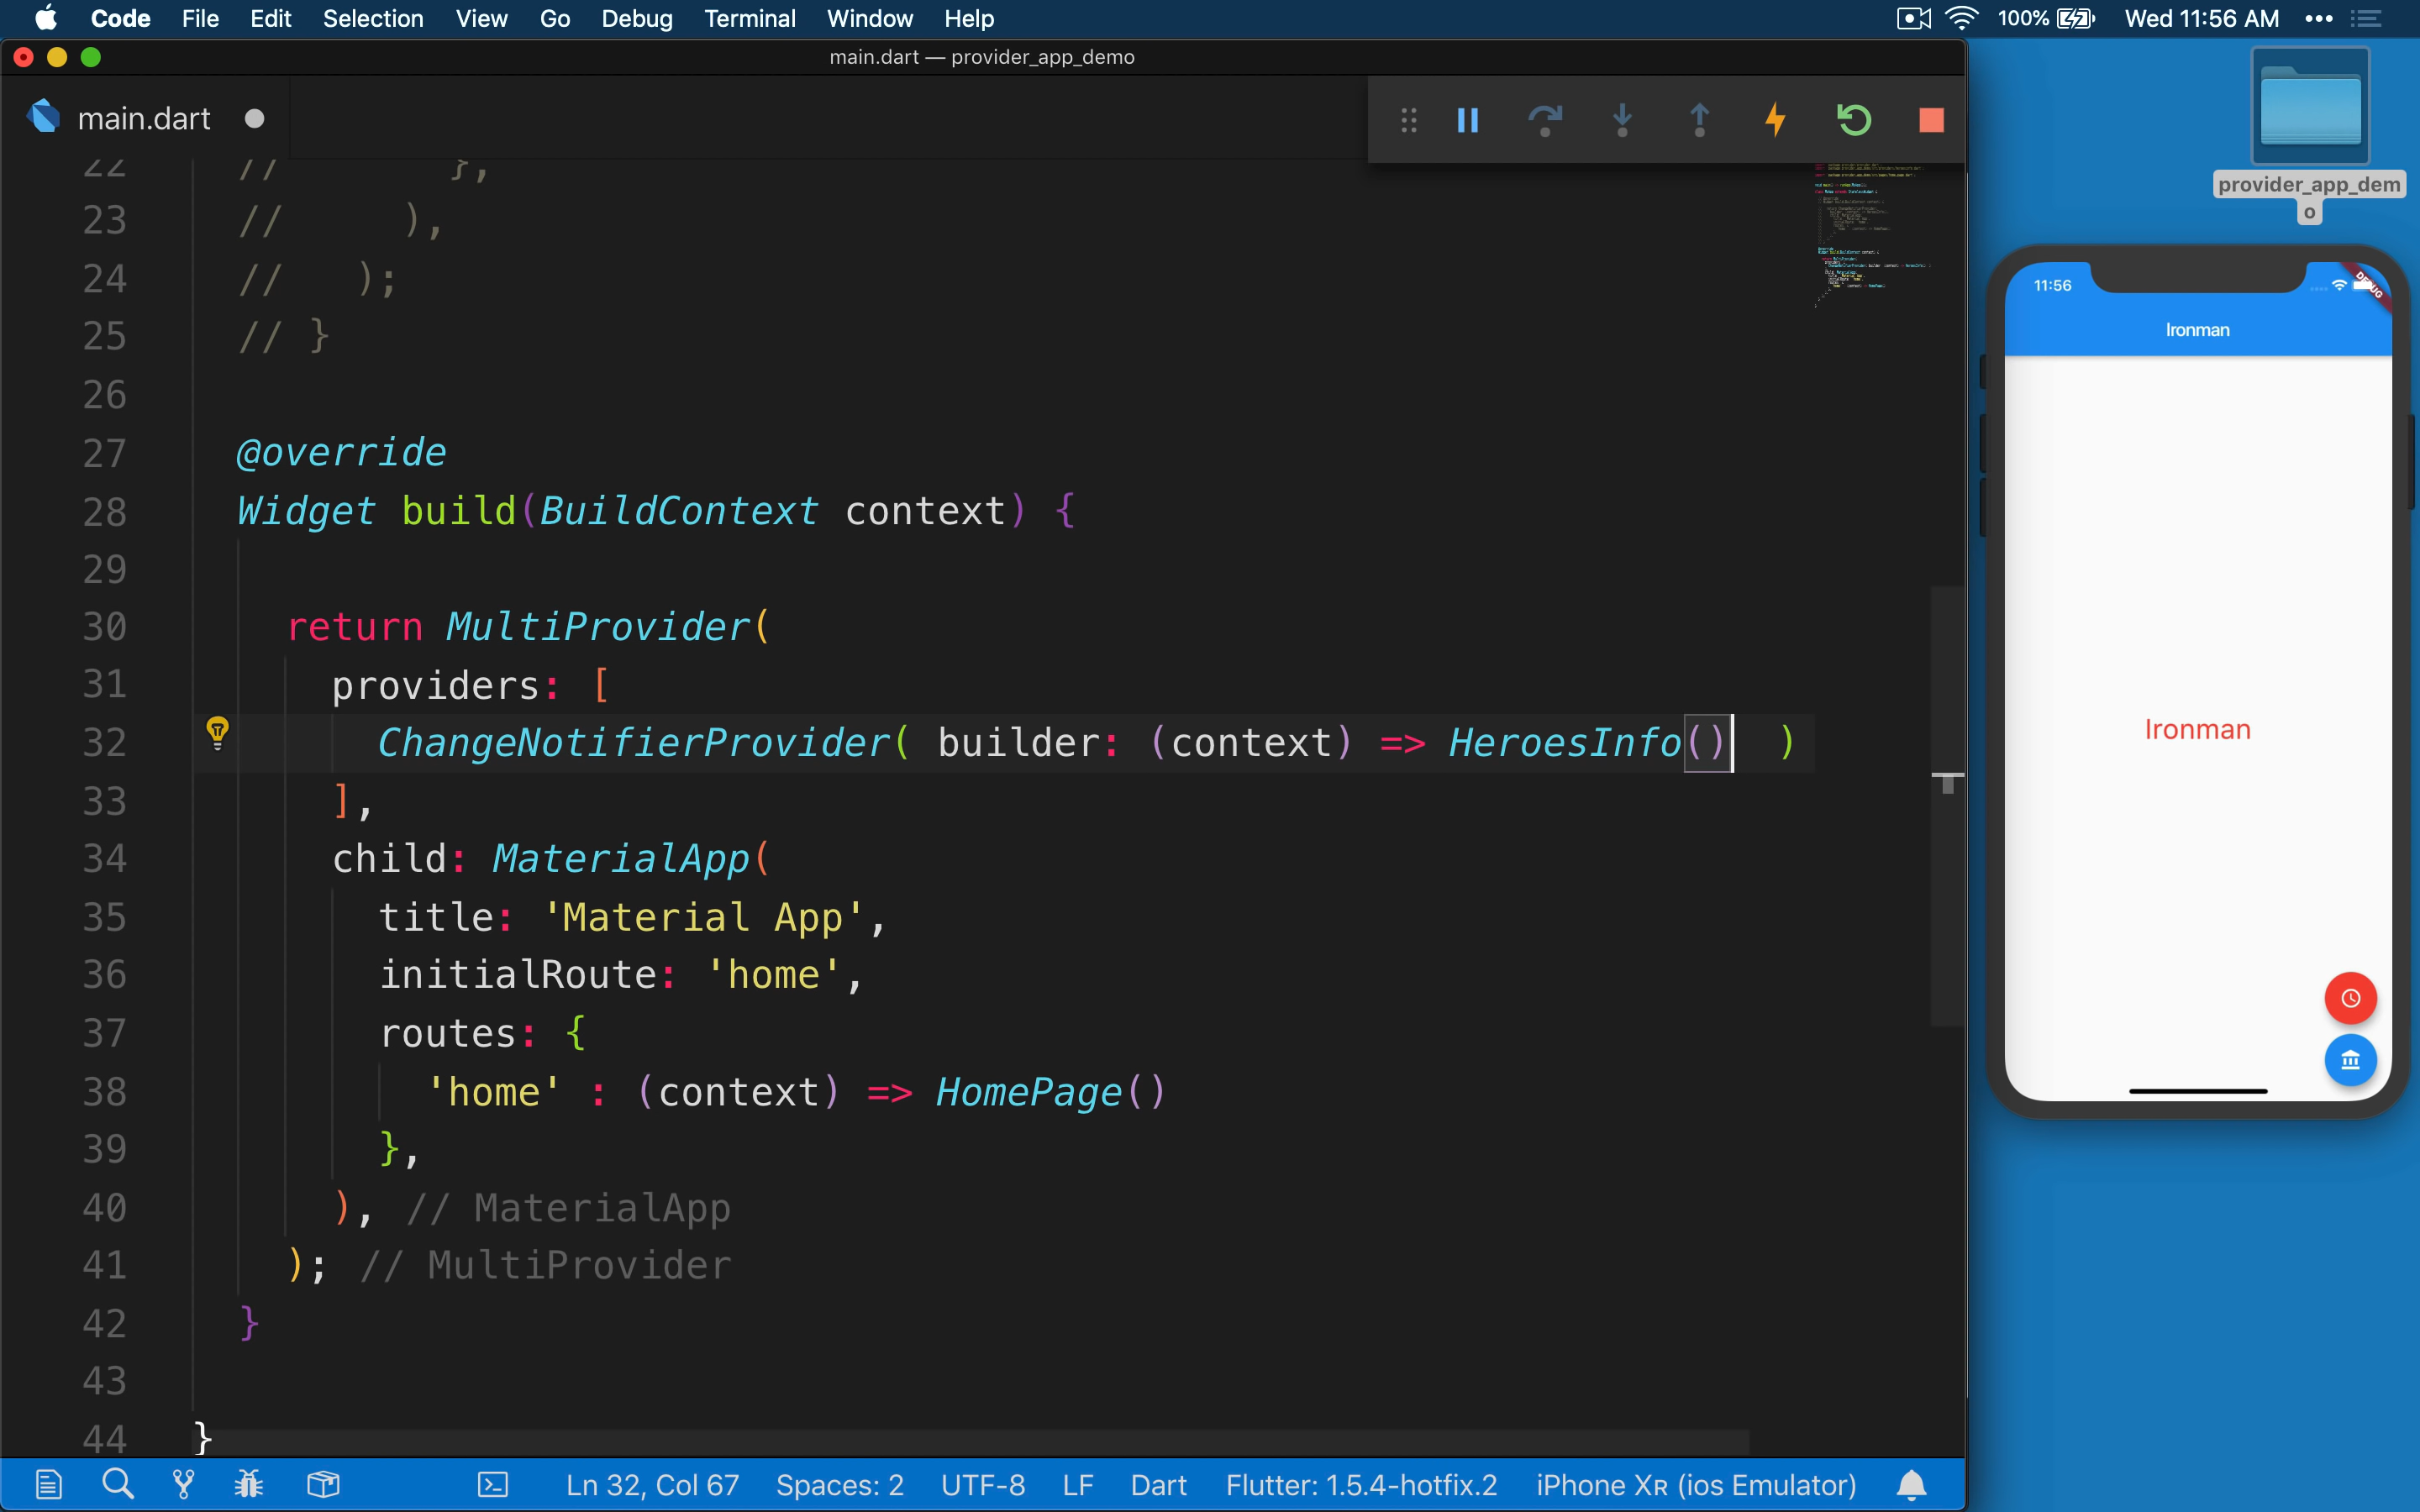 Code File Edit Selection View Go Debug Terminal Window Help 100% Wed 11:56 AM
main.dart — provider_app_demo
main.dart
provider_app_dem
o
22 // },
23 // ),
24 // );
25 // }
26
27 @override
28 Widget build(BuildContext context) {
29
30 return MultiProvider(
31 providers: [
32 ChangeNotifierProvider( builder: (context) => HeroesInfo() )
33 ],
34 child: MaterialApp(
35 title: 'Material App',
36 initialRoute: 'home',
37 routes: {
38 'home' : (context) => HomePage()
39 },
40 ), // MaterialApp
41 ); // MultiProvider
42 }
43
44 }
11:56
DEBUG
Ironman
Ironman
Ln 32, Col 67 Spaces: 2 UTF-8 LF Dart Flutter: 1.5.4-hotfix.2 iPhone Xʀ (ios Emulator)